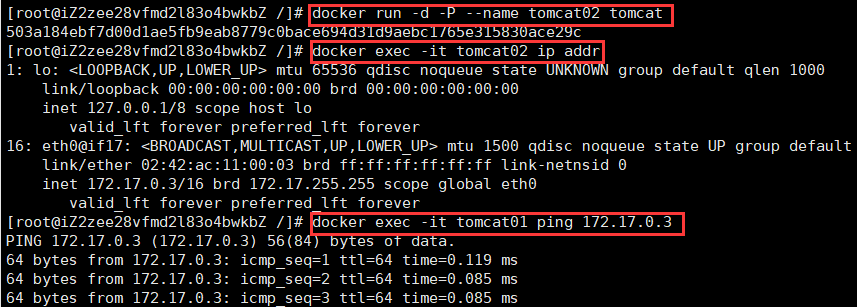 [root@iZ2zee28vfmd2l83o4bwkbZ /]# docker run -d -P --name tomcat02 tomcat
503a184ebf7d00d1ae5fb9eab8779c0bace694d31d9aebc1765e315830ace29c
[root@iZ2zee28vfmd2l83o4bwkbZ /]# docker exec -it tomcat02 ip addr
1: lo: <LOOPBACK,UP,LOWER_UP> mtu 65536 qdisc noqueue state UNKNOWN group default qlen 1000
    link/loopback 00:00:00:00:00:00 brd 00:00:00:00:00:00
    inet 127.0.0.1/8 scope host lo
       valid_lft forever preferred_lft forever
16: eth0@if17: <BROADCAST,MULTICAST,UP,LOWER_UP> mtu 1500 qdisc noqueue state UP group default
    link/ether 02:42:ac:11:00:03 brd ff:ff:ff:ff:ff:ff link-netnsid 0
    inet 172.17.0.3/16 brd 172.17.255.255 scope global eth0
       valid_lft forever preferred_lft forever
[root@iZ2zee28vfmd2l83o4bwkbZ /]# docker exec -it tomcat01 ping 172.17.0.3
PING 172.17.0.3 (172.17.0.3) 56(84) bytes of data.
64 bytes from 172.17.0.3: icmp_seq=1 ttl=64 time=0.119 ms
64 bytes from 172.17.0.3: icmp_seq=2 ttl=64 time=0.085 ms
64 bytes from 172.17.0.3: icmp_seq=3 ttl=64 time=0.085 ms